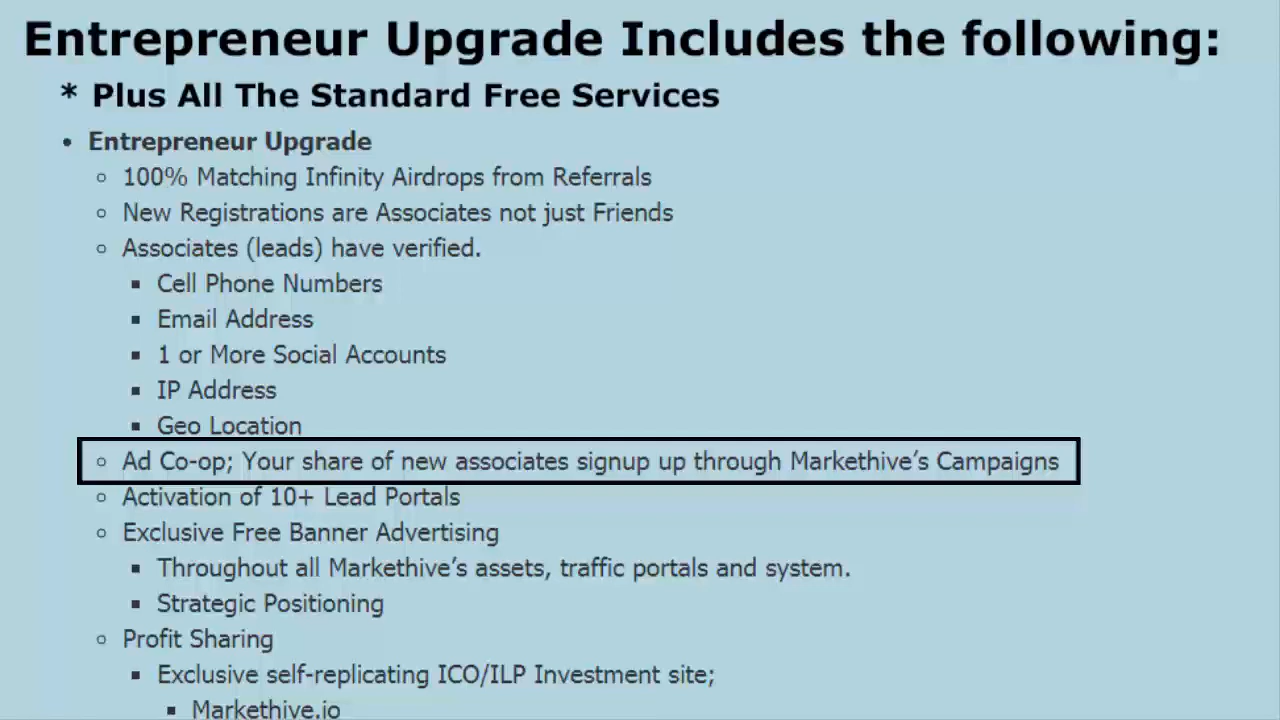 Entrepreneur Upgrade Includes the following:
* Plus All The Standard Free Services
Entrepreneur Upgrade
100% Matching Infinity Airdrops from Referrals
New Registrations are Associates not just Friends
Associates (leads) have verified.
Cell Phone Numbers
Email Address
1 or More Social Accounts
IP Address
Geo Location
Ad Co-op; Your share of new associates signup up through Markethive’s Campaigns
Activation of 10+ Lead Portals
Exclusive Free Banner Advertising
Throughout all Markethive’s assets, traffic portals and system.
Strategic Positioning
Profit Sharing
Exclusive self-replicating ICO/ILP Investment site;
Markethive.io